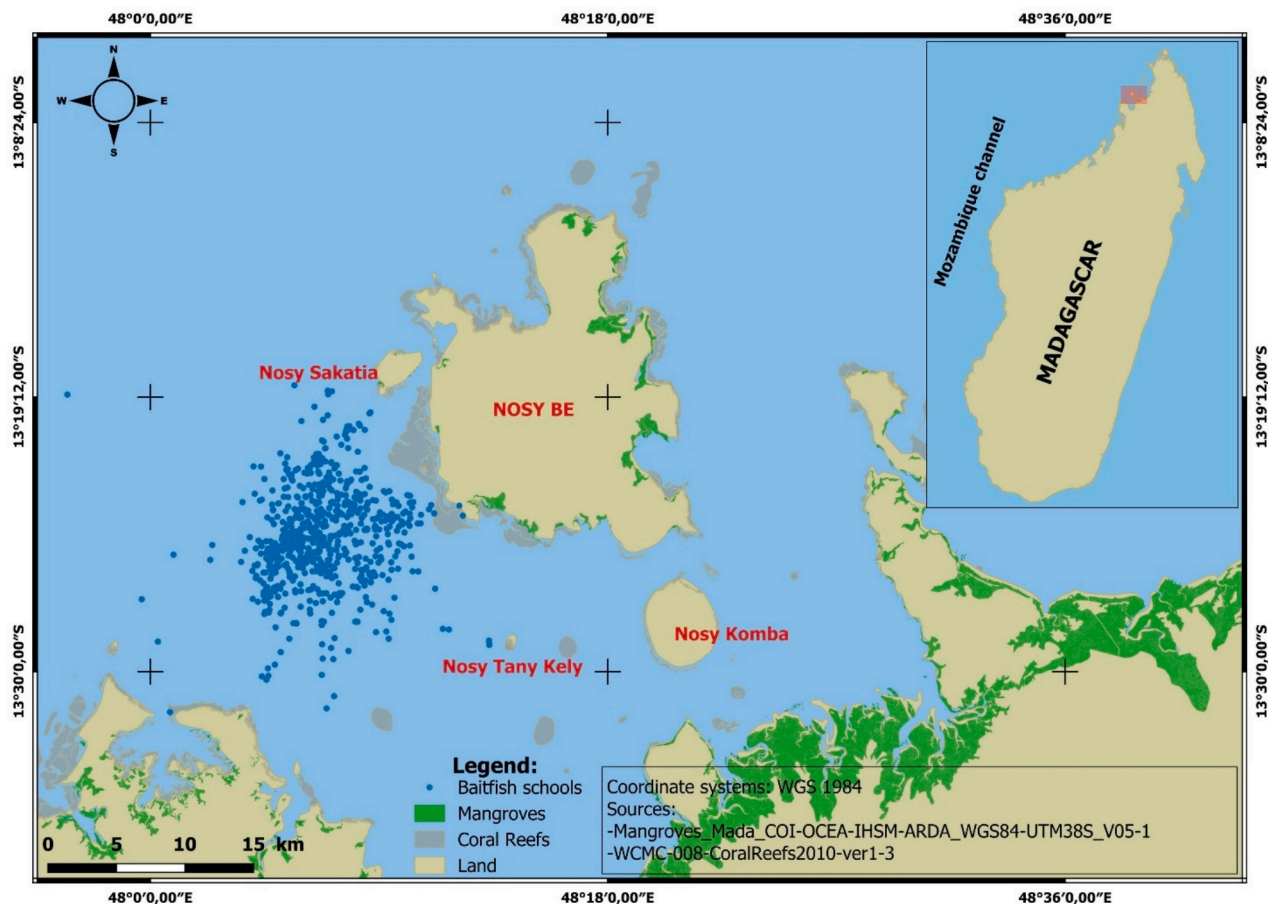 48°0′0,00″E 48°18′0,00″E 48°36′0,00″E
N
W E
S
13°8′24,00″S 13°8′24,00″S
Mozambique channel
MADAGASCAR
Nosy Sakatia
NOSY BE
13°19′12,00″S 13°19′12,00″S
Nosy Komba
Nosy Tany Kely
13°30′0,00″S 13°30′0,00″S
Legend:
Baitfish schools
Mangroves
Coral Reefs
Land
0 5 10 15 km
Coordinate systems: WGS 1984
Sources:
-Mangroves_Mada_COI-OCEA-IHSM-ARDA_WGS84-UTM38S_V05-1
-WCMC-008-CoralReefs2010-ver1-3
48°0′0,00″E 48°18′0,00″E 48°36′0,00″E